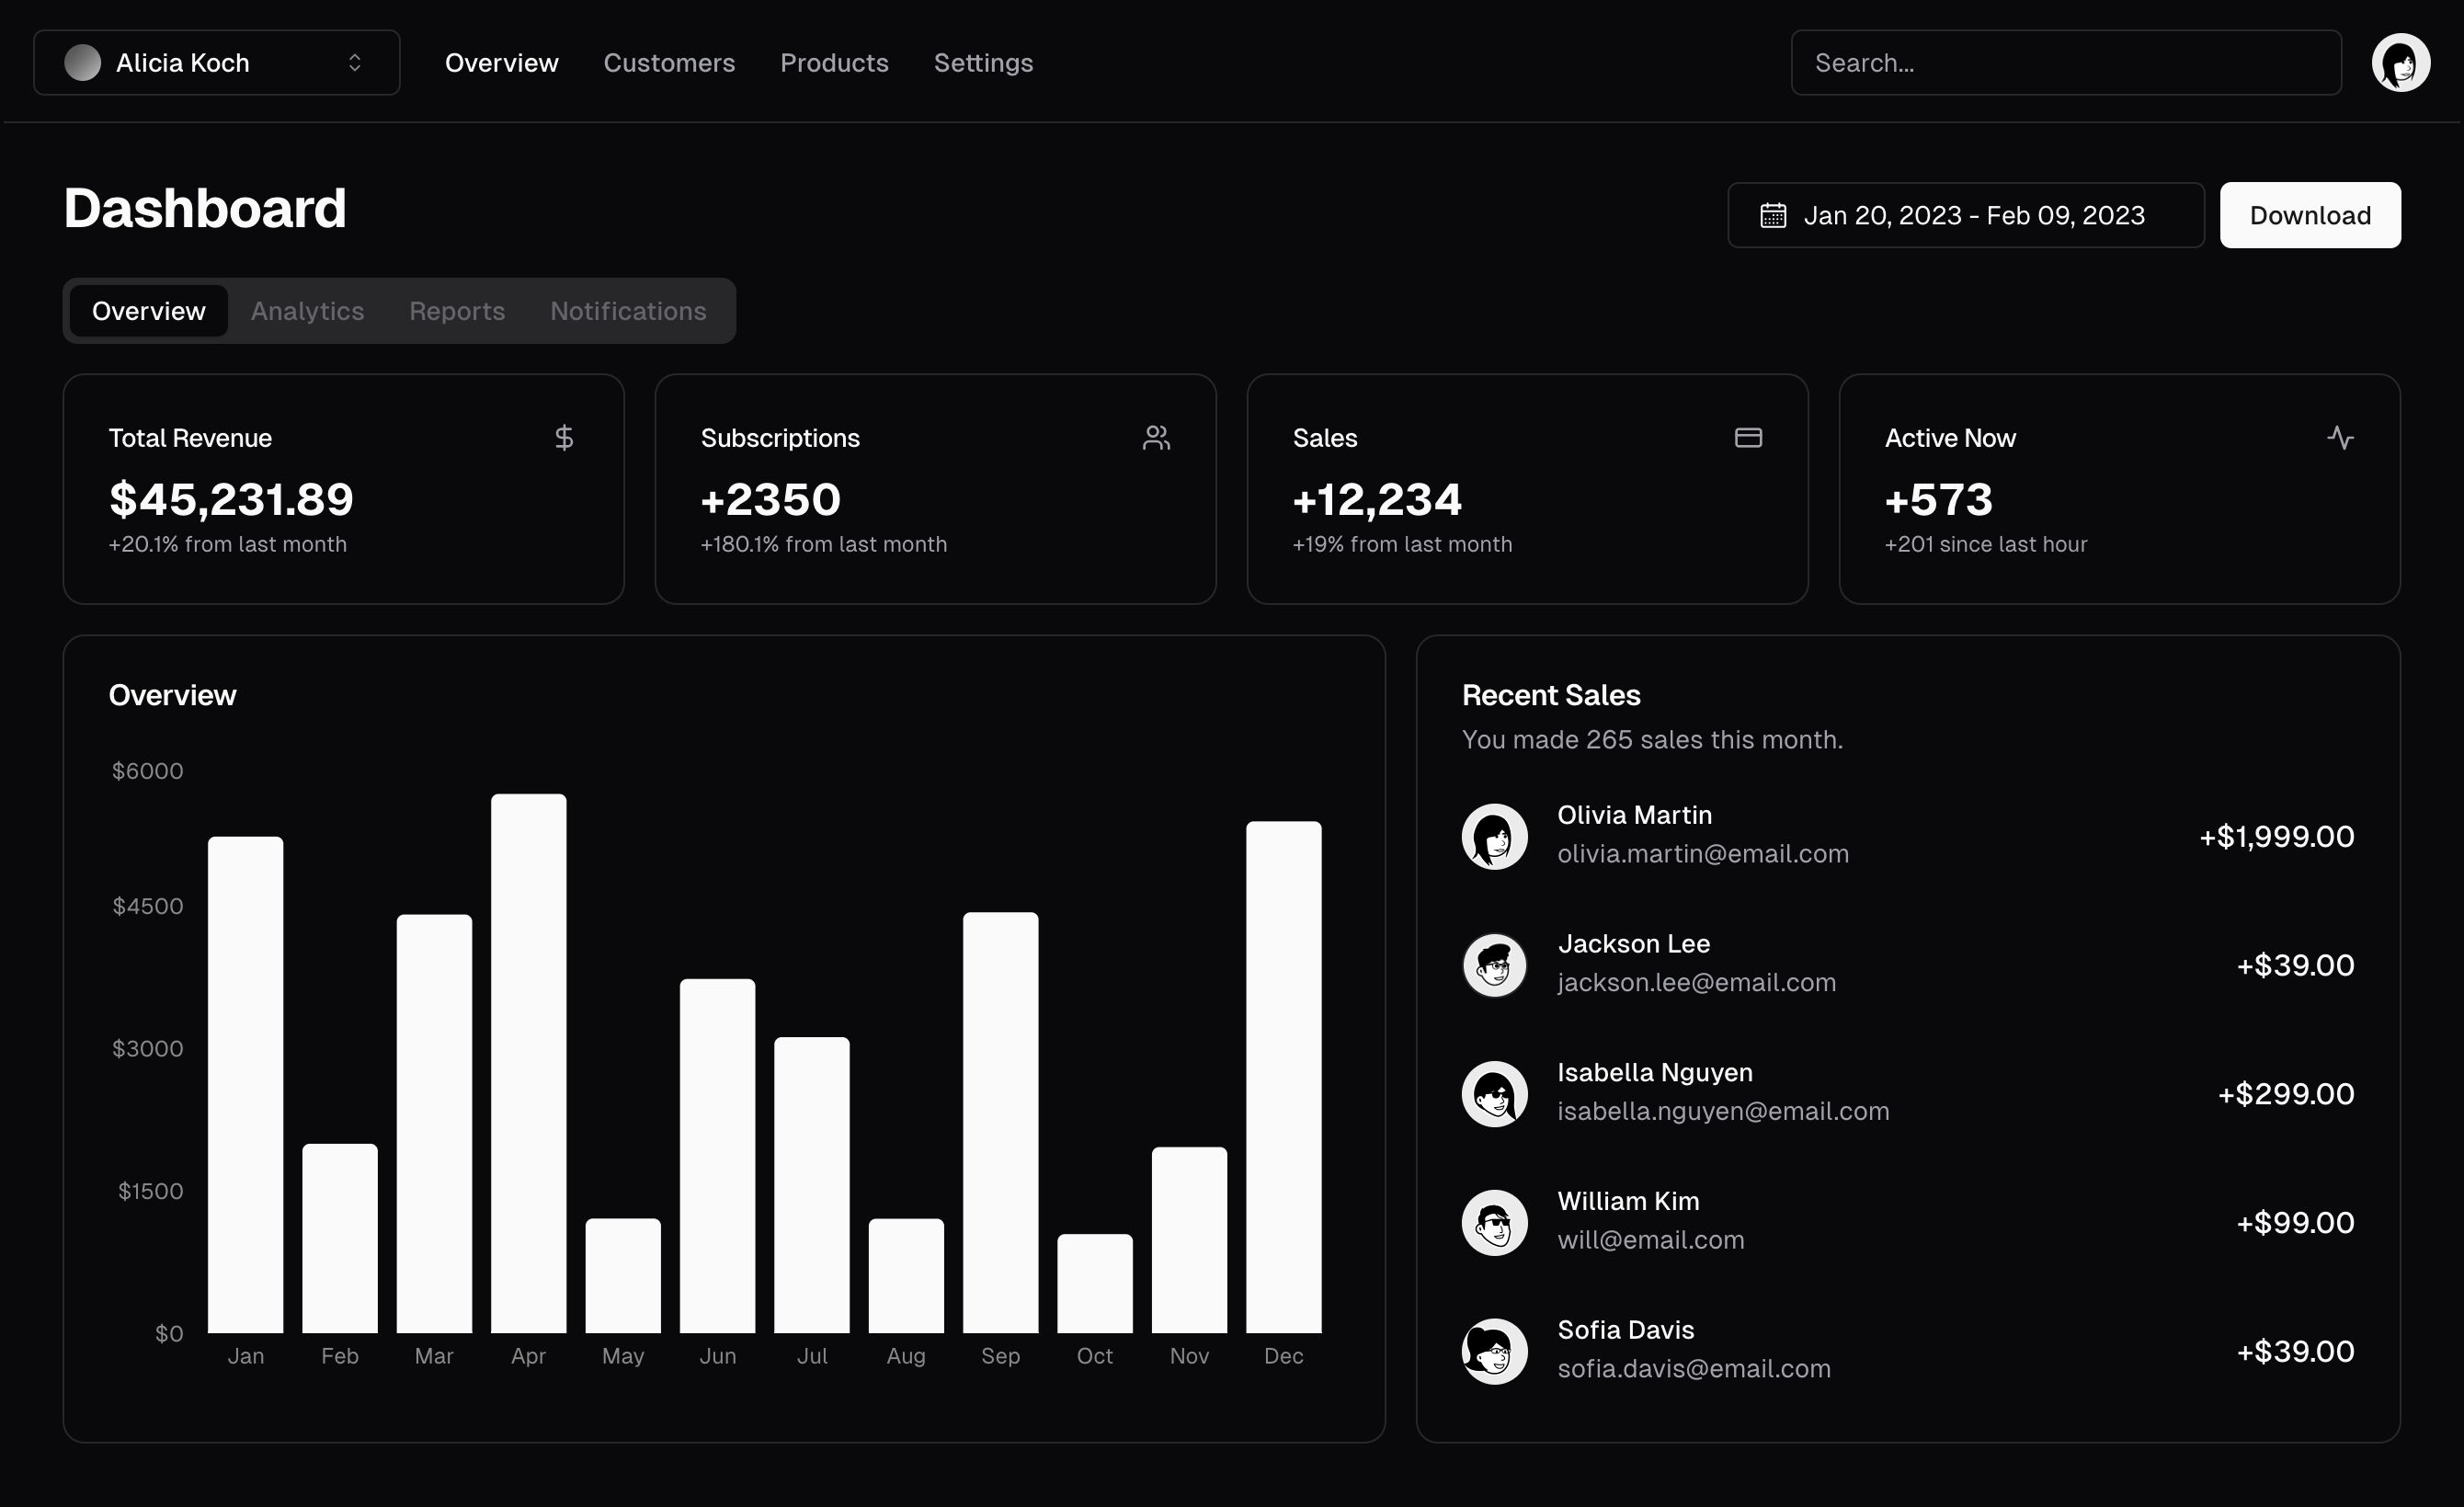 Alicia Koch
Overview Customers Products Settings
Search...
Dashboard
Jan 20, 2023 - Feb 09, 2023
Download
Overview Analytics Reports Notifications
Total Revenue
$45,231.89
+20.1% from last month
Subscriptions
+2350
+180.1% from last month
Sales
+12,234
+19% from last month
Active Now
+573
+201 since last hour
Overview
$6000
$4500
$3000
$1500
$0
Jan Feb Mar Apr May Jun Jul Aug Sep Oct Nov Dec
Recent Sales
You made 265 sales this month.
Olivia Martin
olivia.martin@email.com
+$1,999.00
Jackson Lee
jackson.lee@email.com
+$39.00
Isabella Nguyen
isabella.nguyen@email.com
+$299.00
William Kim
will@email.com
+$99.00
Sofia Davis
sofia.davis@email.com
+$39.00